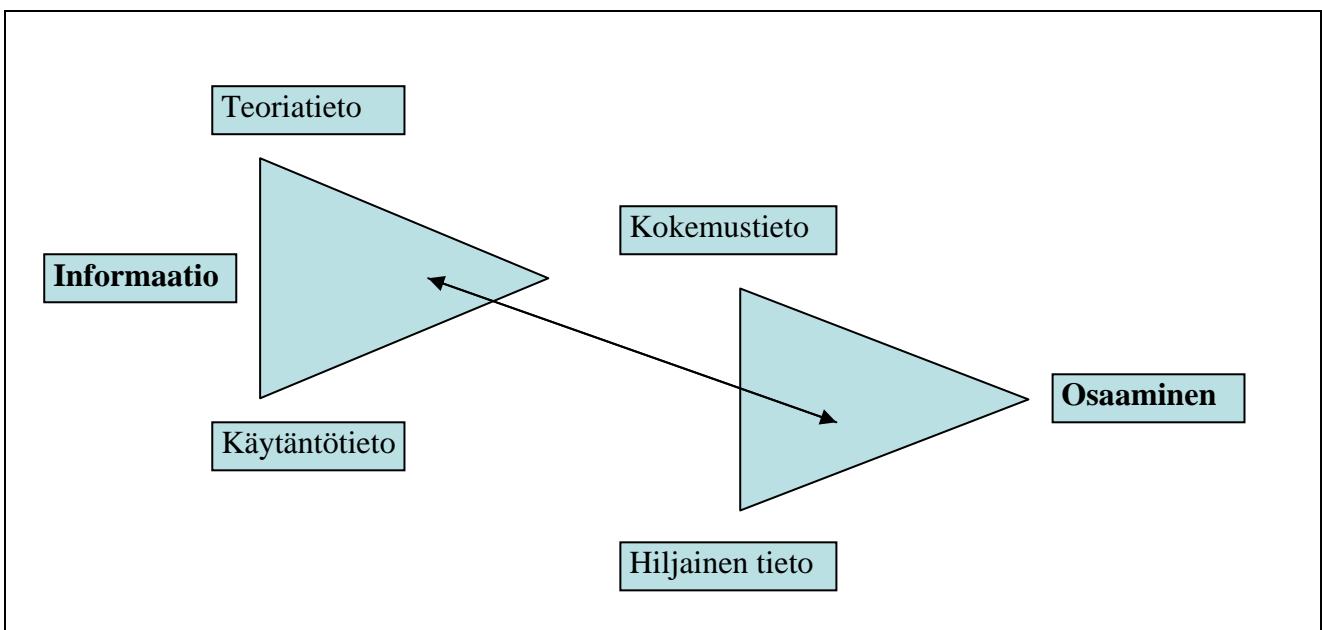 Teoriatieto
Kokemustieto
Informaatio
Osaaminen
Käytäntötieto
Hiljainen tieto